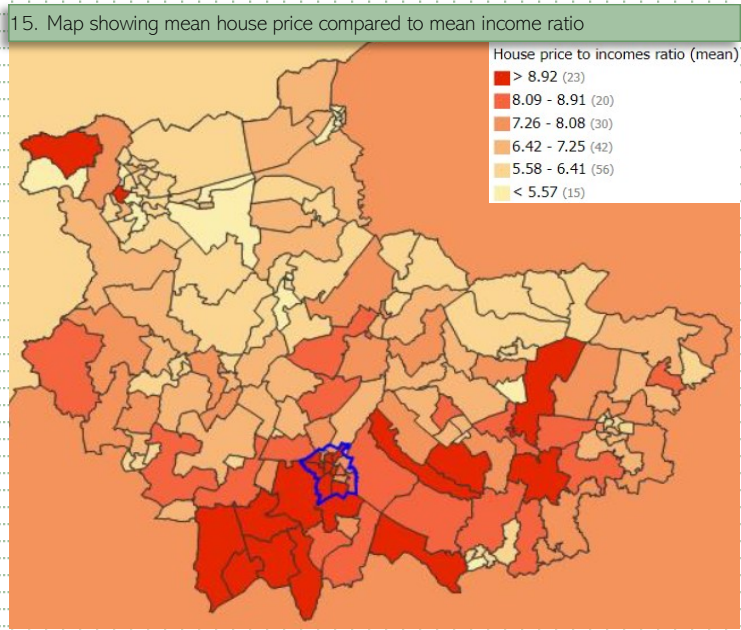 15. Map showing mean house price compared to mean income ratio
House price to incomes ratio (mean)
> 8.92 (23)
8.09 - 8.91 (20)
7.26 - 8.08 (30)
6.42 - 7.25 (42)
5.58 - 6.41 (56)
< 5.57 (15)